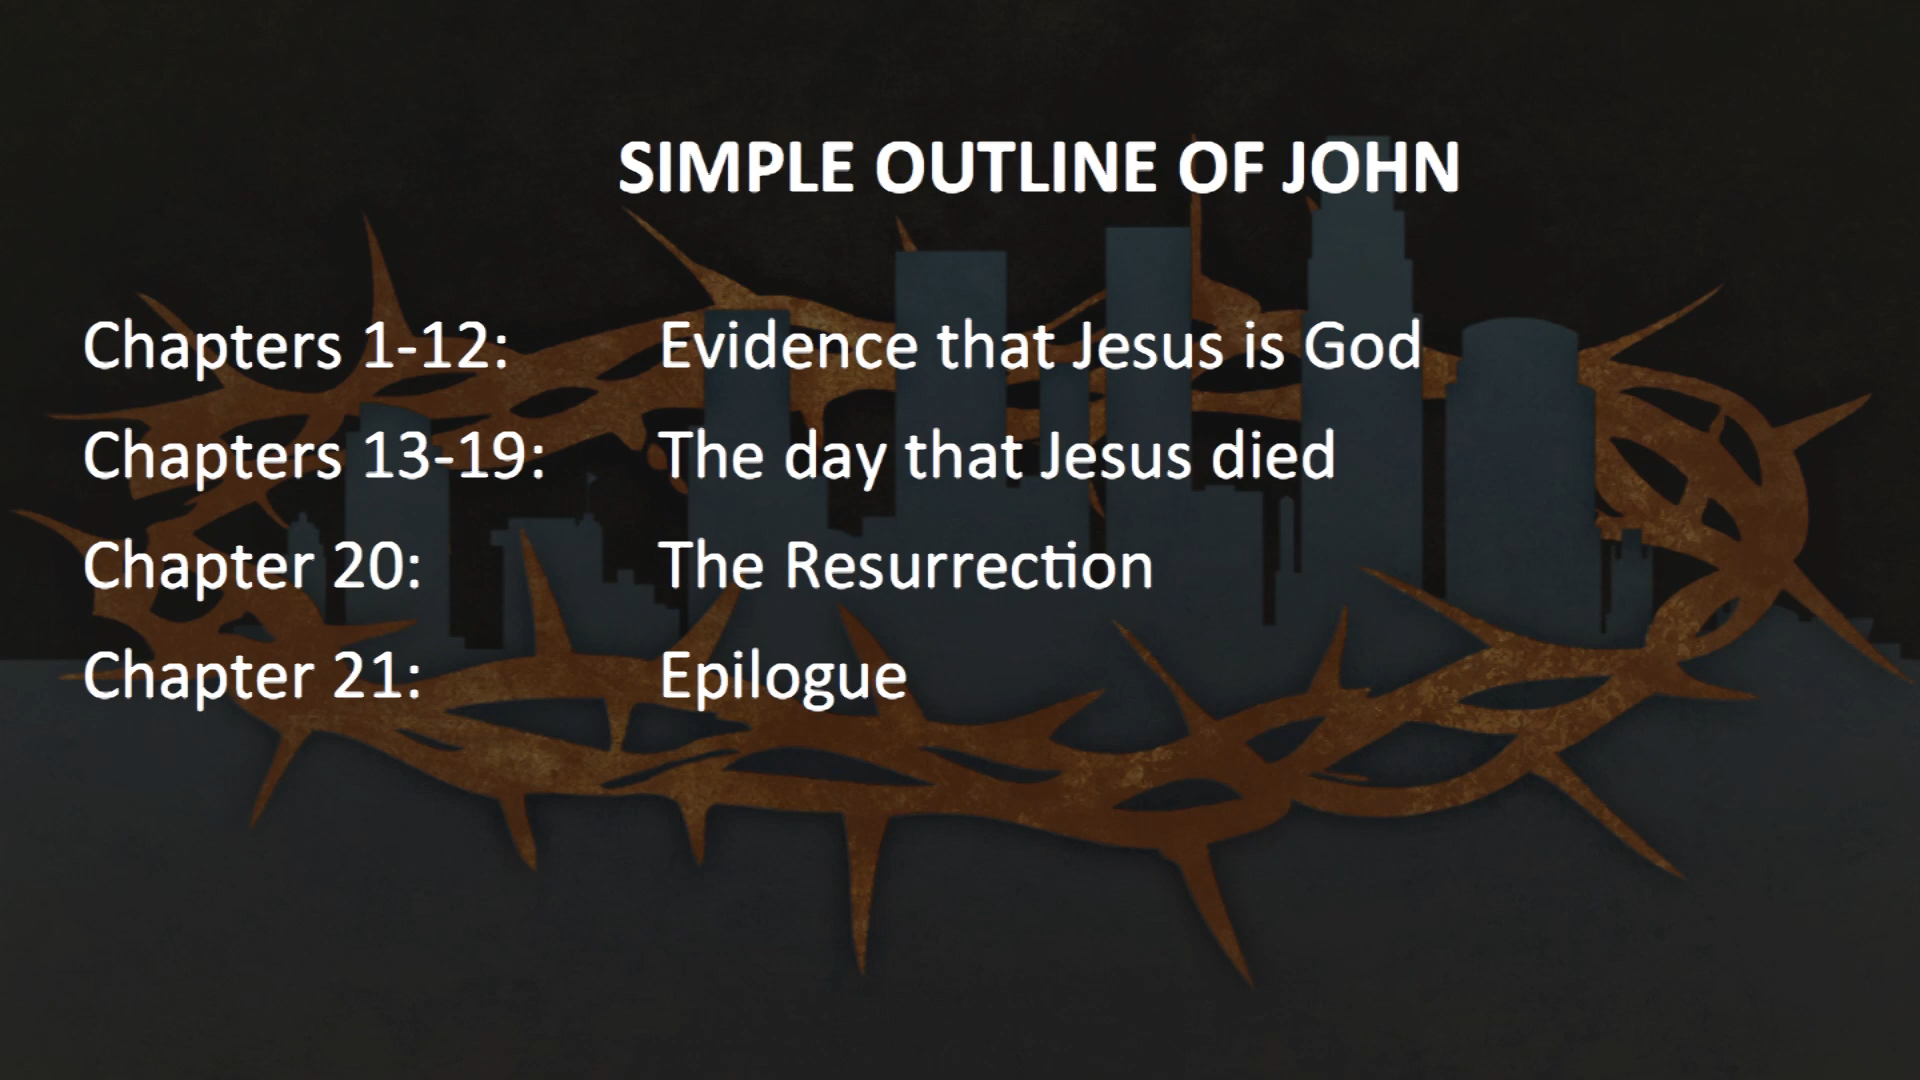 SIMPLE OUTLINE OF JOHN
Chapters 1-12: Evidence that Jesus is God
Chapters 13-19: The day that Jesus died
Chapter 20: The Resurrection
Chapter 21: Epilogue